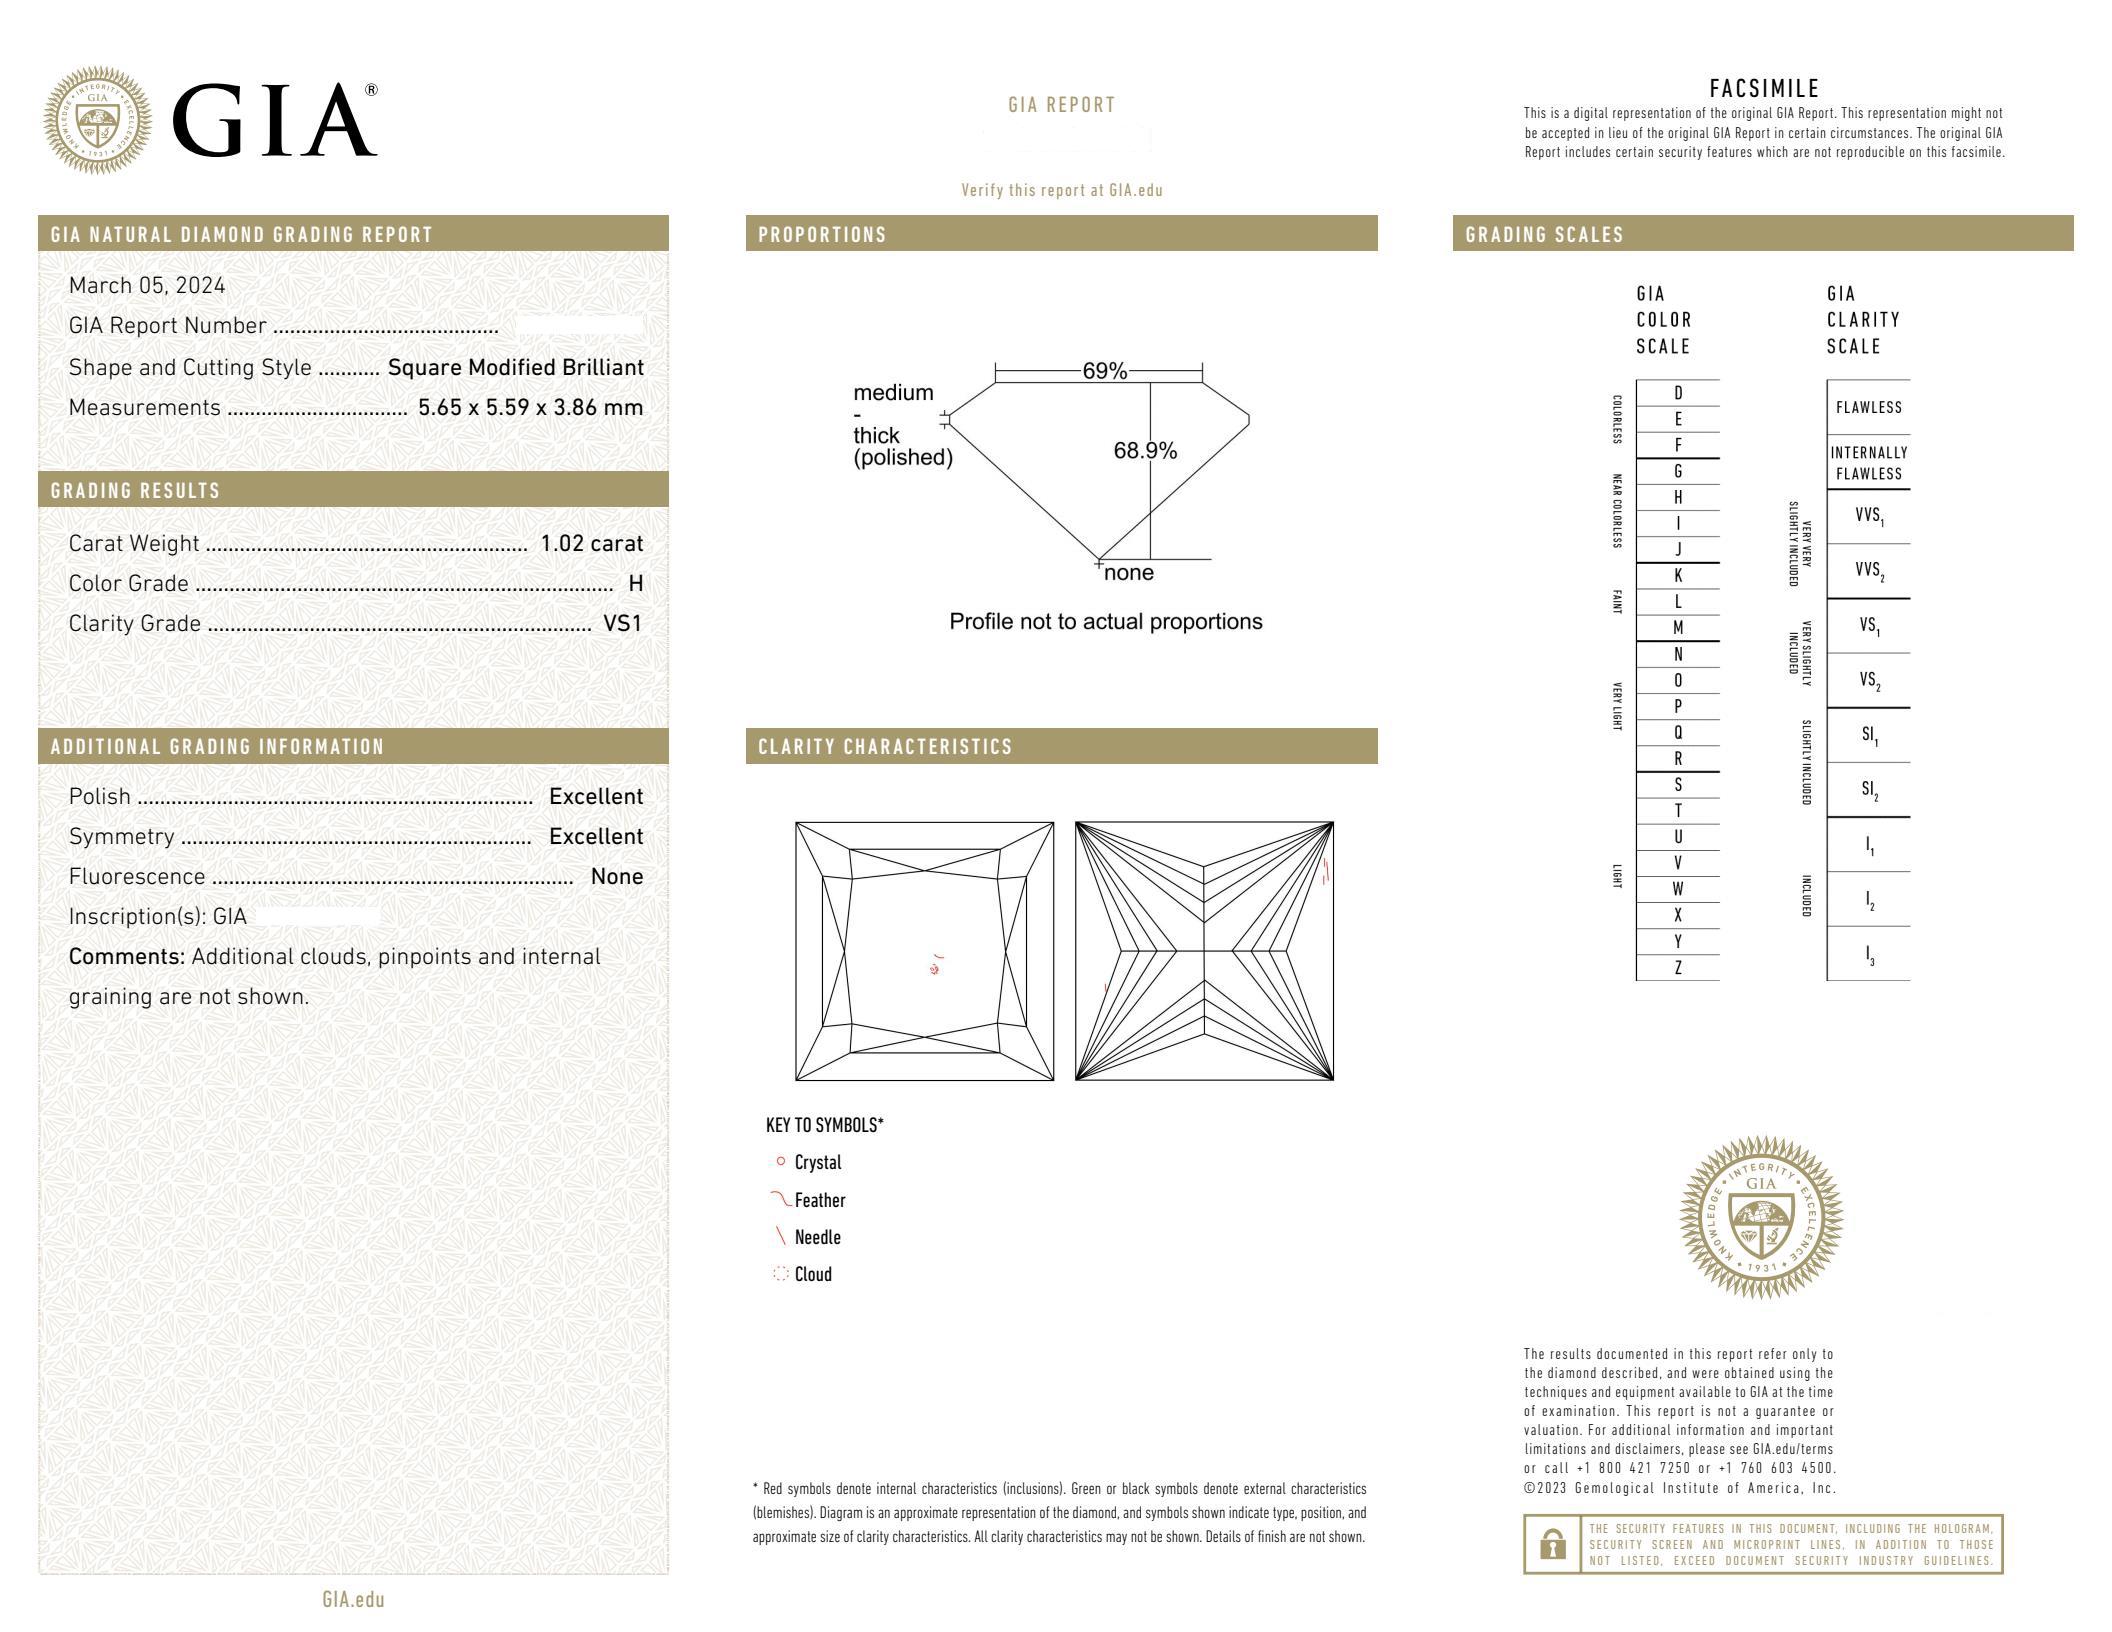 GIA®
KNOWLEDGE • INTEGRITY • EXCELLENCE
GIA
1931
GIA NATURAL DIAMOND GRADING REPORT
March 05, 2024
GIA Report Number ........................................
Shape and Cutting Style ........... Square Modified Brilliant
Measurements ................................ 5.65 x 5.59 x 3.86 mm
GRADING RESULTS
Carat Weight ......................................................... 1.02 carat
Color Grade .......................................................................... H
Clarity Grade .................................................................... VS1
ADDITIONAL GRADING INFORMATION
Polish ...................................................................... Excellent
Symmetry .............................................................. Excellent
Fluorescence ................................................................ None
Inscription(s): GIA
Comments: Additional clouds, pinpoints and internal
graining are not shown.
GIA.edu
GIA REPORT
Verify this report at GIA.edu
PROPORTIONS
69%
medium
-
thick
(polished)
68.9%
none
Profile not to actual proportions
CLARITY CHARACTERISTICS
KEY TO SYMBOLS*
Crystal
Feather
Needle
Cloud
* Red symbols denote internal characteristics (inclusions). Green or black symbols denote external characteristics
(blemishes). Diagram is an approximate representation of the diamond, and symbols shown indicate type, position, and
approximate size of clarity characteristics. All clarity characteristics may not be shown. Details of finish are not shown.
FACSIMILE
This is a digital representation of the original GIA Report. This representation might not
be accepted in lieu of the original GIA Report in certain circumstances. The original GIA
Report includes certain security features which are not reproducible on this facsimile.
GRADING SCALES
GIA
COLOR
SCALE
COLORLESS
D
E
F
NEAR COLORLESS
G
H
I
J
FAINT
K
L
M
VERY LIGHT
N
O
P
Q
R
LIGHT
S
T
U
V
W
X
Y
Z
GIA
CLARITY
SCALE
FLAWLESS
INTERNALLY
FLAWLESS
VERY VERY
SLIGHTLY INCLUDED
VVS1
VVS2
VERY SLIGHTLY
INCLUDED
VS1
VS2
SLIGHTLY INCLUDED
SI1
SI2
INCLUDED
I1
I2
I3
KNOWLEDGE • INTEGRITY • EXCELLENCE
GIA
1931
The results documented in this report refer only to
the diamond described, and were obtained using the
techniques and equipment available to GIA at the time
of examination. This report is not a guarantee or
valuation. For additional information and important
limitations and disclaimers, please see GIA.edu/terms
or call +1 800 421 7250 or +1 760 603 4500.
©2023 Gemological Institute of America, Inc.
THE SECURITY FEATURES IN THIS DOCUMENT, INCLUDING THE HOLOGRAM,
SECURITY SCREEN AND MICROPRINT LINES, IN ADDITION TO THOSE
NOT LISTED, EXCEED DOCUMENT SECURITY INDUSTRY GUIDELINES.